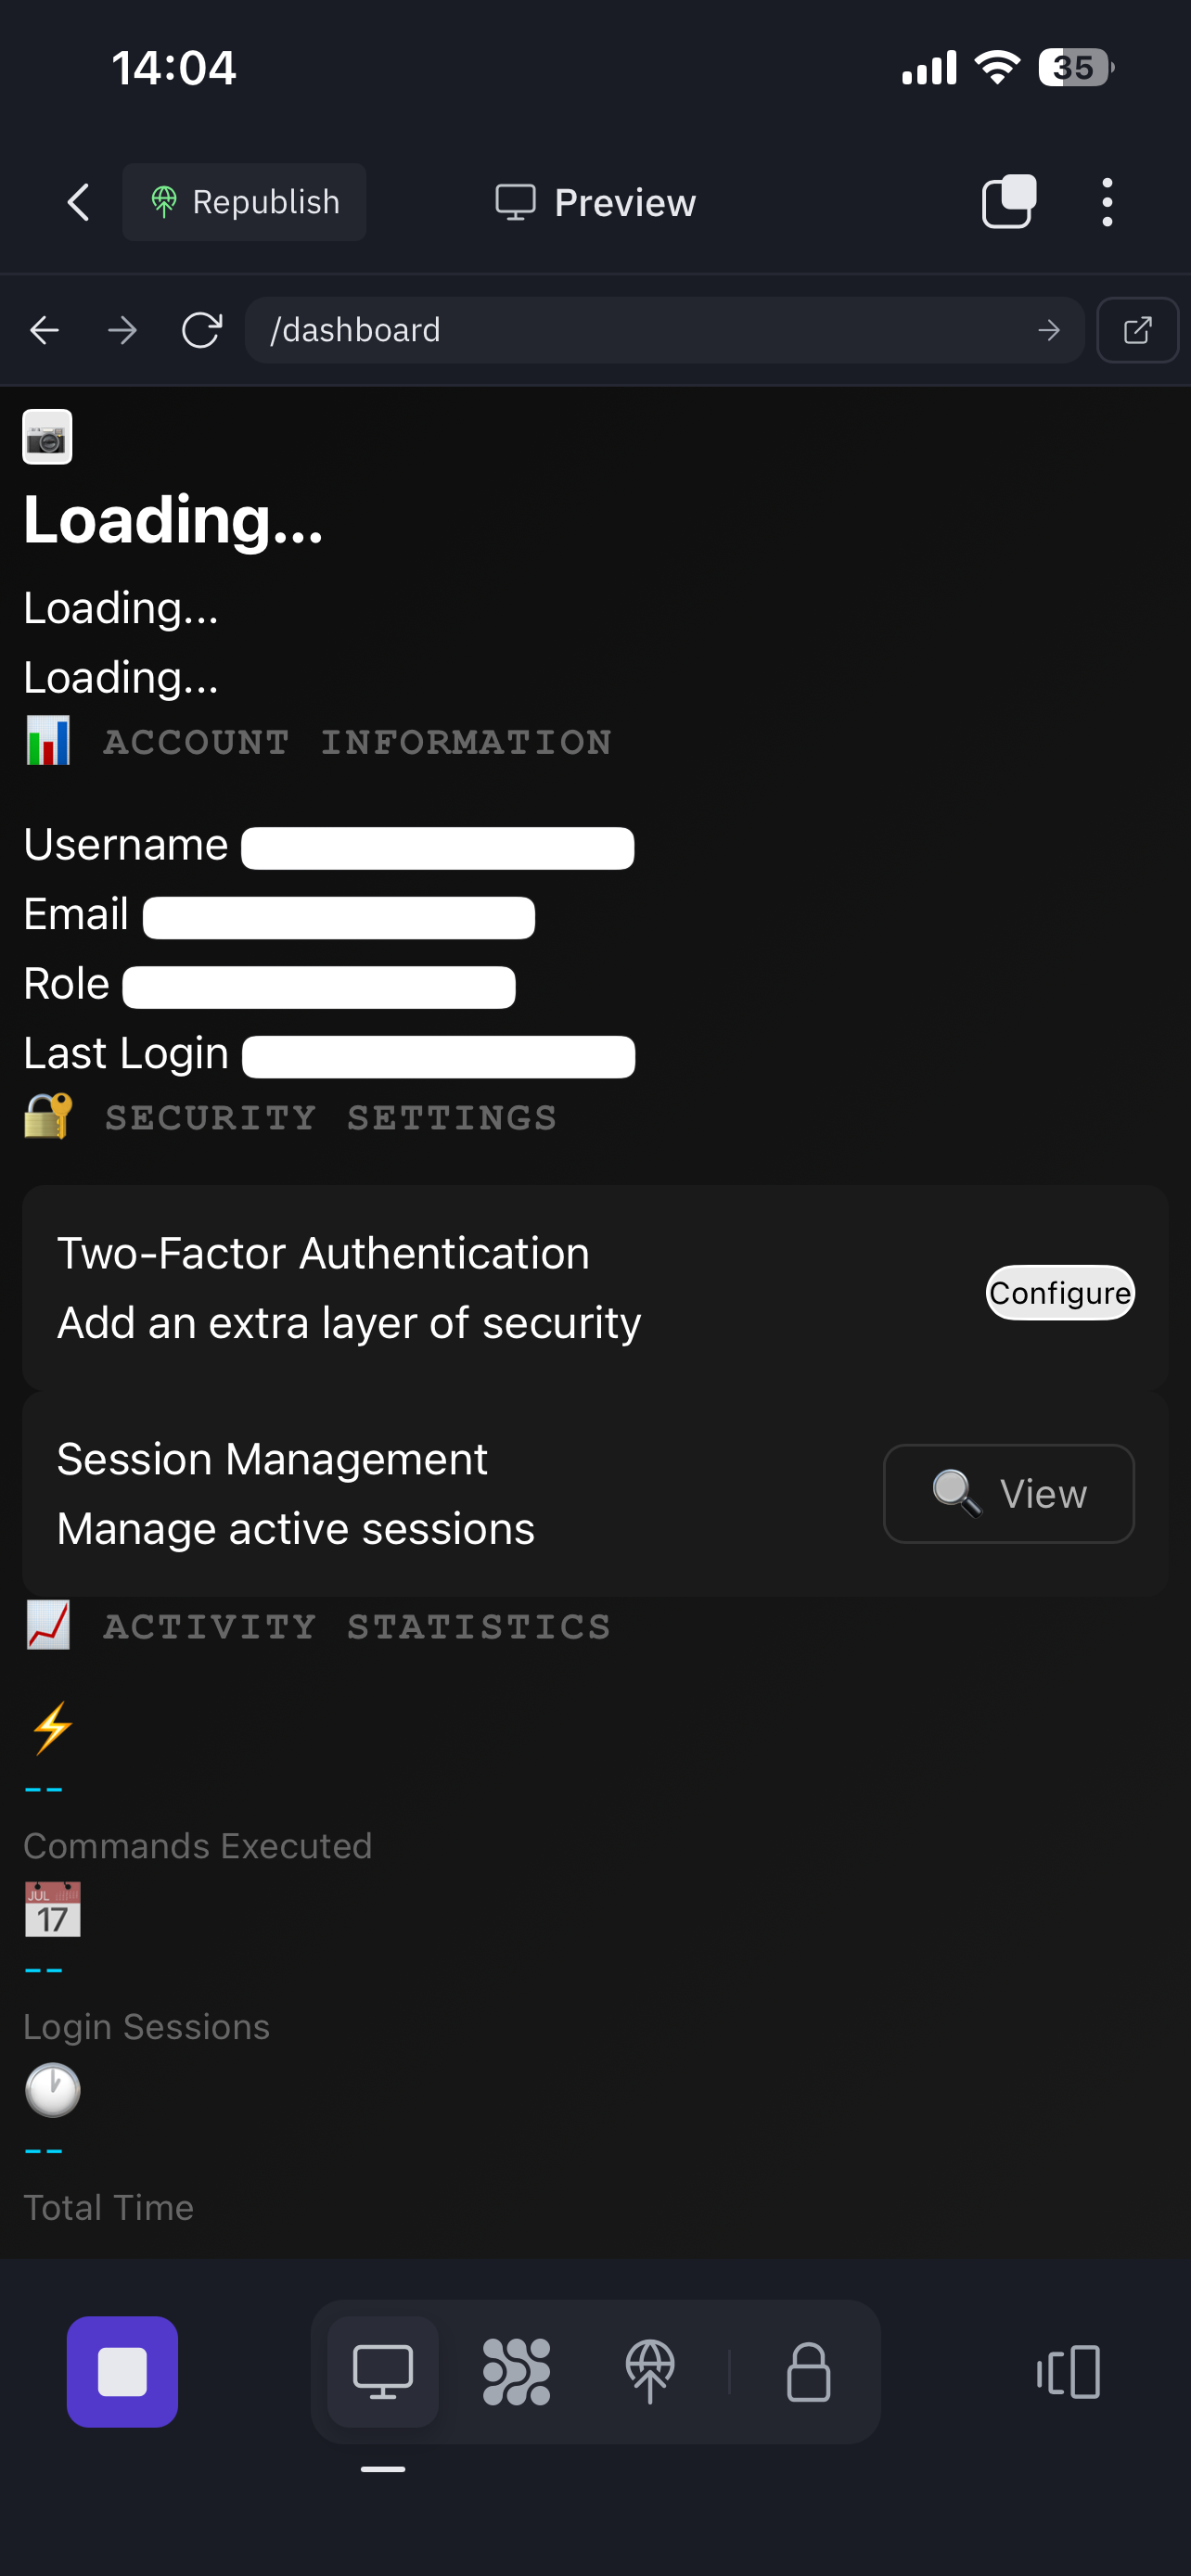 14:04
35
Republish
Preview
/dashboard
Loading...
Loading...
Loading...
ACCOUNT INFORMATION
Username
Email
Role
Last Login
SECURITY SETTINGS
Two-Factor Authentication
Add an extra layer of security
Configure
Session Management
Manage active sessions
View
ACTIVITY STATISTICS
--
Commands Executed
JUL
17
--
Login Sessions
--
Total Time